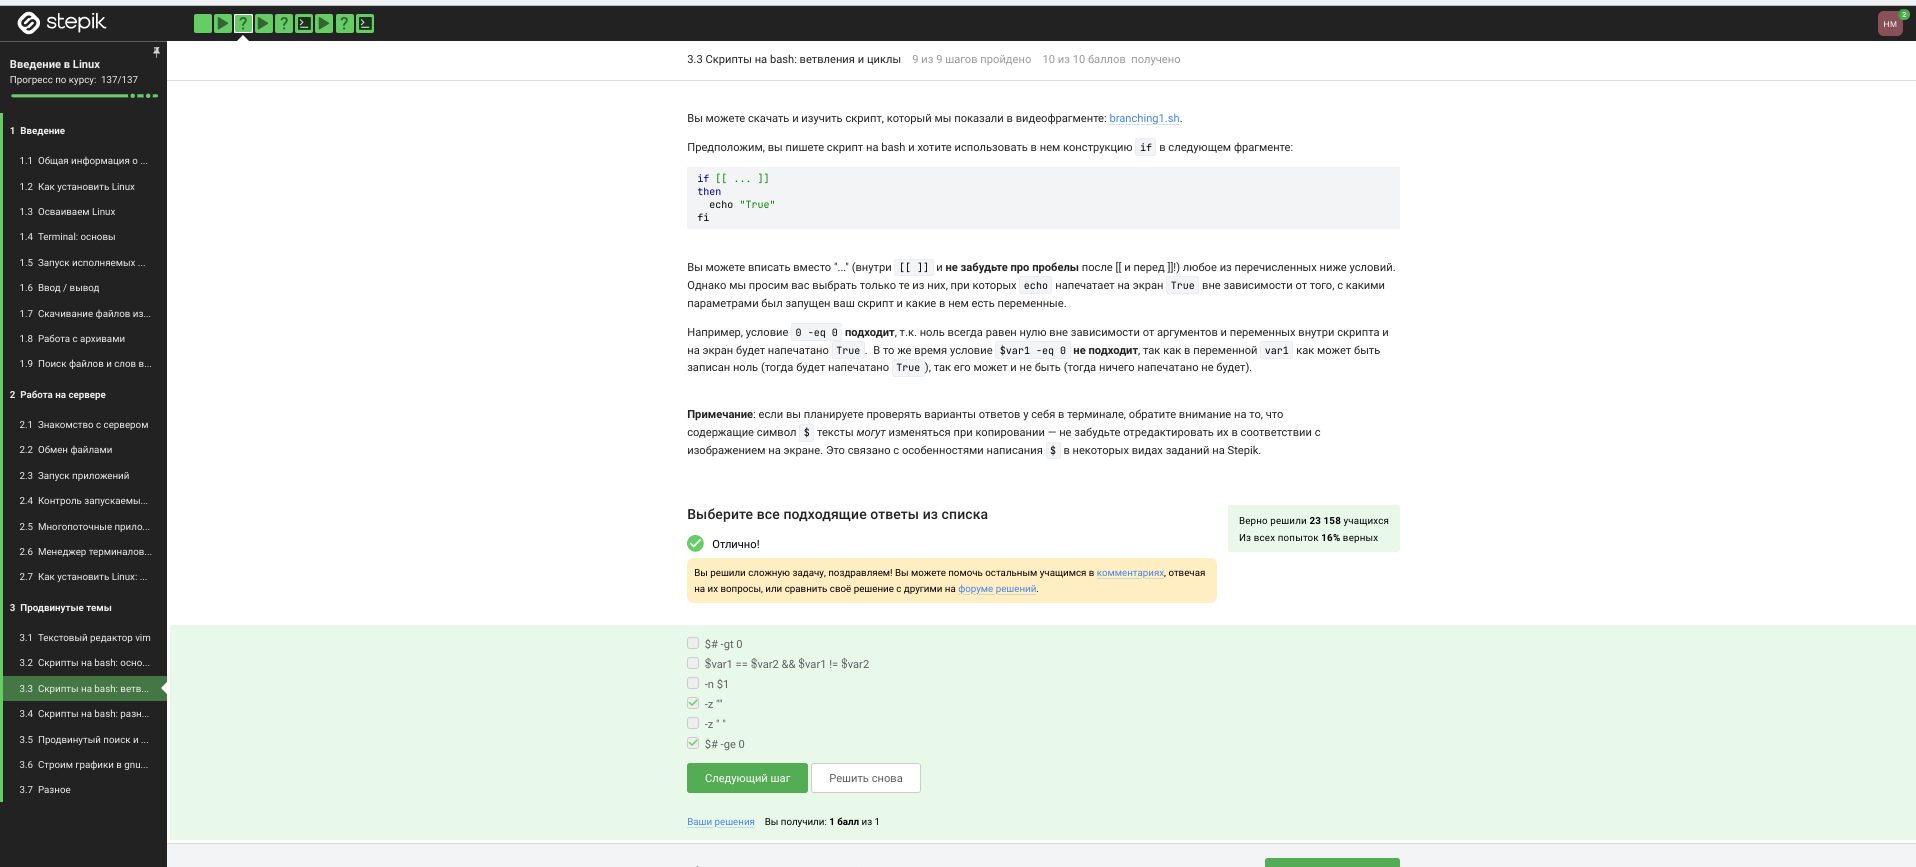 stepik
НМ
2
Введение в Linux
Прогресс по курсу: 137/137
1 Введение
1.1 Общая информация о ...
1.2 Как установить Linux
1.3 Осваиваем Linux
1.4 Terminal: основы
1.5 Запуск исполняемых ...
1.6 Ввод / вывод
1.7 Скачивание файлов из...
1.8 Работа с архивами
1.9 Поиск файлов и слов в...
2 Работа на сервере
2.1 Знакомство с сервером
2.2 Обмен файлами
2.3 Запуск приложений
2.4 Контроль запускаемы...
2.5 Многопоточные прило...
2.6 Менеджер терминалов...
2.7 Как установить Linux: ...
3 Продвинутые темы
3.1 Текстовый редактор vim
3.2 Скрипты на bash: осно...
3.3 Скрипты на bash: ветв...
3.4 Скрипты на bash: разн...
3.5 Продвинутый поиск и ...
3.6 Строим графики в gnu...
3.7 Разное
3.3 Скрипты на bash: ветвления и циклы 9 из 9 шагов пройдено 10 из 10 баллов получено
Вы можете скачать и изучить скрипт, который мы показали в видеофрагменте: branching1.sh.
Предположим, вы пишете скрипт на bash и хотите использовать в нем конструкцию if в следующем фрагменте:
if [[ ... ]]
then
echo "True"
fi
Вы можете вписать вместо "..." (внутри [[ ]] и не забудьте про пробелы после [[ и перед ]]!) любое из перечисленных ниже условий.
Однако мы просим вас выбрать только те из них, при которых echo напечатает на экран True вне зависимости от того, с какими
параметрами был запущен ваш скрипт и какие в нем есть переменные.
Например, условие 0 -eq 0 подходит, т.к. ноль всегда равен нулю вне зависимости от аргументов и переменных внутри скрипта и
на экран будет напечатано True . В то же время условие $var1 -eq 0 не подходит, так как в переменной var1 как может быть
записан ноль (тогда будет напечатано True ), так его может и не быть (тогда ничего напечатано не будет).
Примечание: если вы планируете проверять варианты ответов у себя в терминале, обратите внимание на то, что
содержащие символ $ тексты могут изменяться при копировании — не забудьте отредактировать их в соответствии с
изображением на экране. Это связано с особенностями написания $ в некоторых видах заданий на Stepik.
Выберите все подходящие ответы из списка
Верно решили 23 158 учащихся
Из всех попыток 16% верных
Отлично!
Вы решили сложную задачу, поздравляем! Вы можете помочь остальным учащимся в комментариях, отвечая
на их вопросы, или сравнить своё решение с другими на форуме решений.
$# -gt 0
$var1 == $var2 && $var1 != $var2
-n $1
-z ""
-z " "
$# -ge 0
Следующий шаг
Решить снова
Ваши решения Вы получили: 1 балл из 1